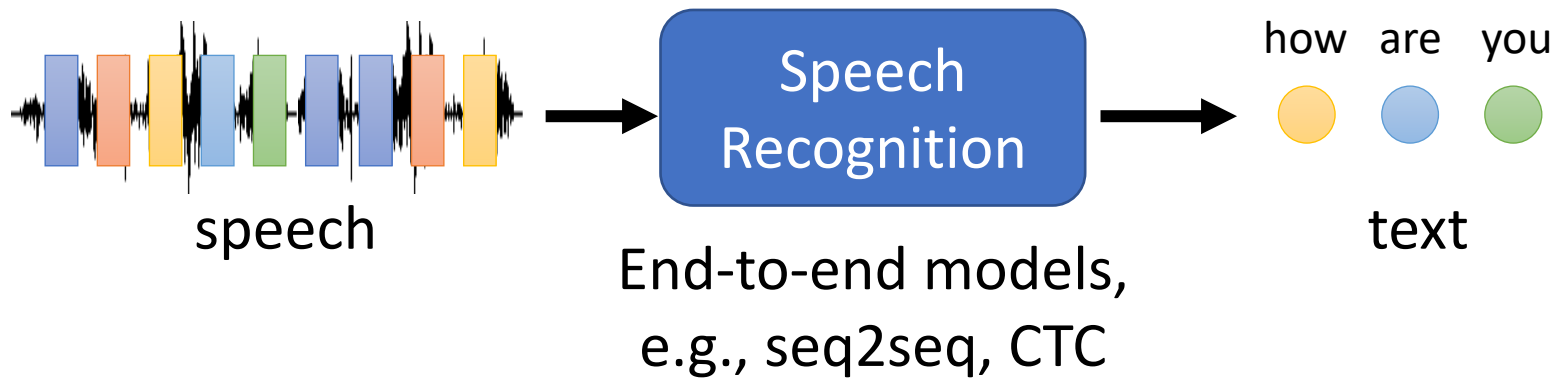 how are you
Speech
Recognition
speech
text
End-to-end models,
e.g., seq2seq, CTC